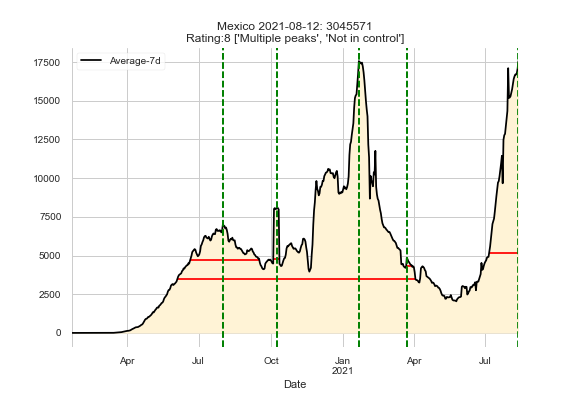 Mexico 2021-08-12: 3045571
Rating:8 ['Multiple peaks', 'Not in control']
Average-7d
17500
15000
12500
10000
7500
5000
2500
0
Apr Jul Oct Jan Apr Jul
2021
Date